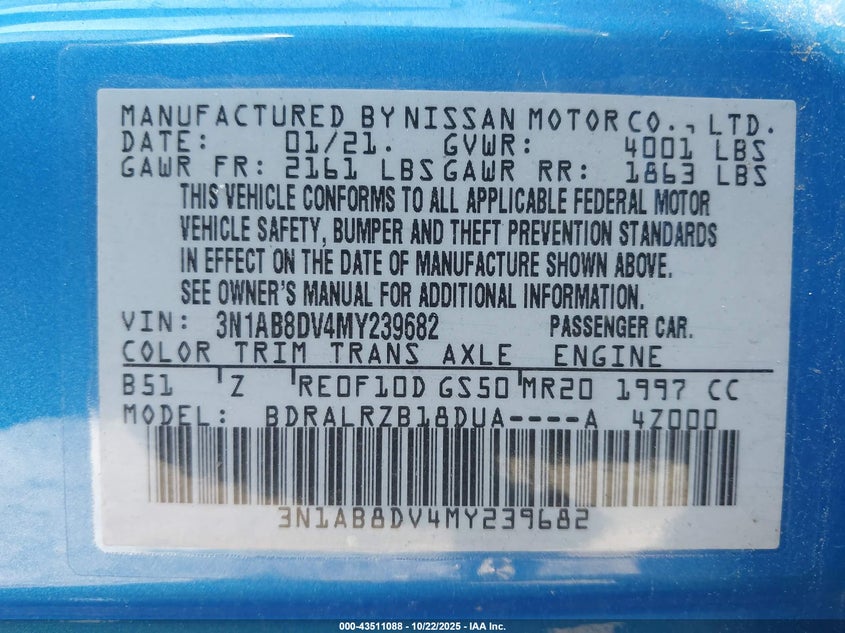 MANUFACTURED BY NISSAN MOTOR CO., LTD.
DATE: 01/21. GVWR: 4001 LBS
GAWR FR: 2161 LBS GAWR RR: 1863 LBS
THIS VEHICLE CONFORMS TO ALL APPLICABLE FEDERAL MOTOR
VEHICLE SAFETY, BUMPER AND THEFT PREVENTION STANDARDS
IN EFFECT ON THE DATE OF MANUFACTURE SHOWN ABOVE.
SEE OWNER'S MANUAL FOR ADDITIONAL INFORMATION.
VIN: 3N1AB8DV4MY239682 PASSENGER CAR.
COLOR TRIM TRANS AXLE ENGINE
B51 Z RE0F10D GS50 MR20 1997 CC
MODEL: BDRALRZB18DUA----A 4Z000
3N1AB8DV4MY239682
000-43511088 - 10/22/2025 - IAA Inc.